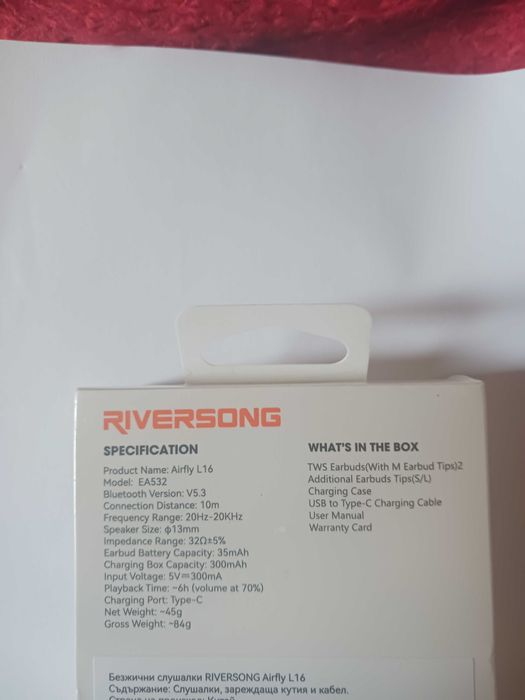 RIVERSONG
SPECIFICATION
Product Name: Airfly L16
Model: EA532
Bluetooth Version: V5.3
Connection Distance: 10m
Frequency Range: 20Hz-20KHz
Speaker Size: φ13mm
Impedance Range: 32Ω±5%
Earbud Battery Capacity: 35mAh
Charging Box Capacity: 300mAh
Input Voltage: 5V⎓300mA
Playback Time: ~6h (volume at 70%)
Charging Port: Type-C
Net Weight: ~45g
Gross Weight: ~84g
WHAT'S IN THE BOX
TWS Earbuds(With M Earbud Tips)2
Additional Earbuds Tips(S/L)
Charging Case
USB to Type-C Charging Cable
User Manual
Warranty Card
Безжични слушалки RIVERSONG Airfly L16
Съдържание: Слушалки, зареждаща кутия и кабел.